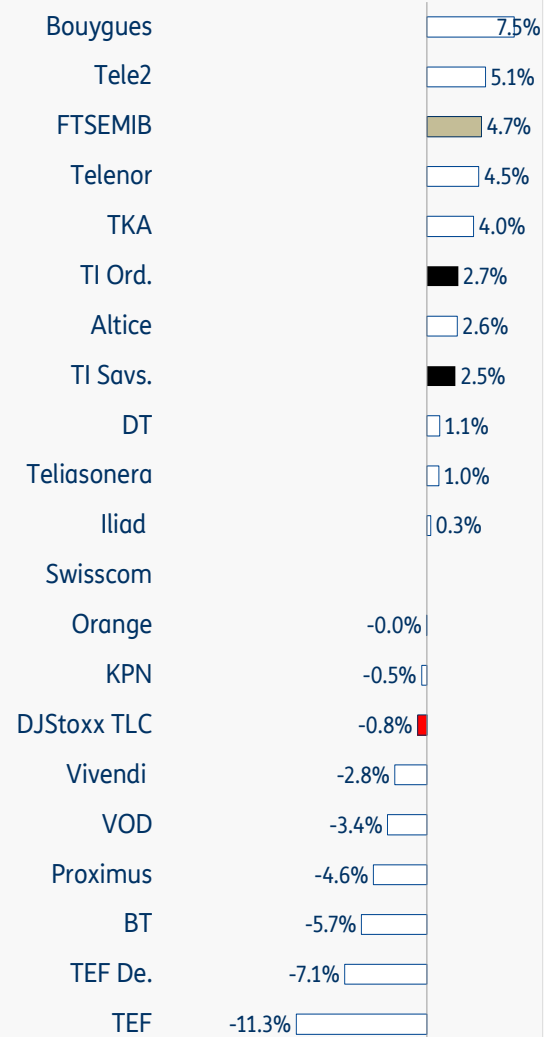 Bouygues 7.5%
Tele2 5.1%
FTSEMIB 4.7%
Telenor 4.5%
TKA 4.0%
TI Ord. 2.7%
Altice 2.6%
TI Savs. 2.5%
DT 1.1%
Teliasonera 1.0%
Iliad 0.3%
Swisscom
Orange -0.0%
KPN -0.5%
DJStoxx TLC -0.8%
Vivendi -2.8%
VOD -3.4%
Proximus -4.6%
BT -5.7%
TEF De. -7.1%
TEF -11.3%